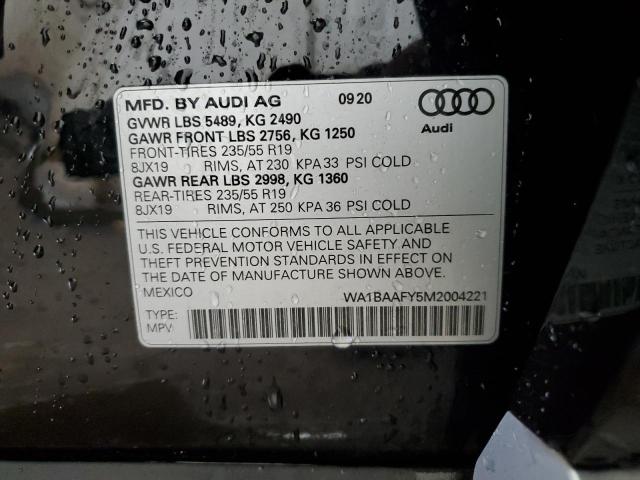 MFD. BY AUDI AG 09 20
GVWR LBS 5489, KG 2490
GAWR FRONT LBS 2756, KG 1250
FRONT-TIRES 235/55 R19
8JX19 RIMS, AT 230 KPA 33 PSI COLD
Audi
GAWR REAR LBS 2998, KG 1360
REAR-TIRES 235/55 R19
8JX19 RIMS, AT 250 KPA 36 PSI COLD
THIS VEHICLE CONFORMS TO ALL APPLICABLE
U.S. FEDERAL MOTOR VEHICLE SAFETY AND
THEFT PREVENTION STANDARDS IN EFFECT ON
THE DATE OF MANUFACTURE SHOWN ABOVE.
MEXICO WA1BAAFY5M2004221
TYPE:
MPV